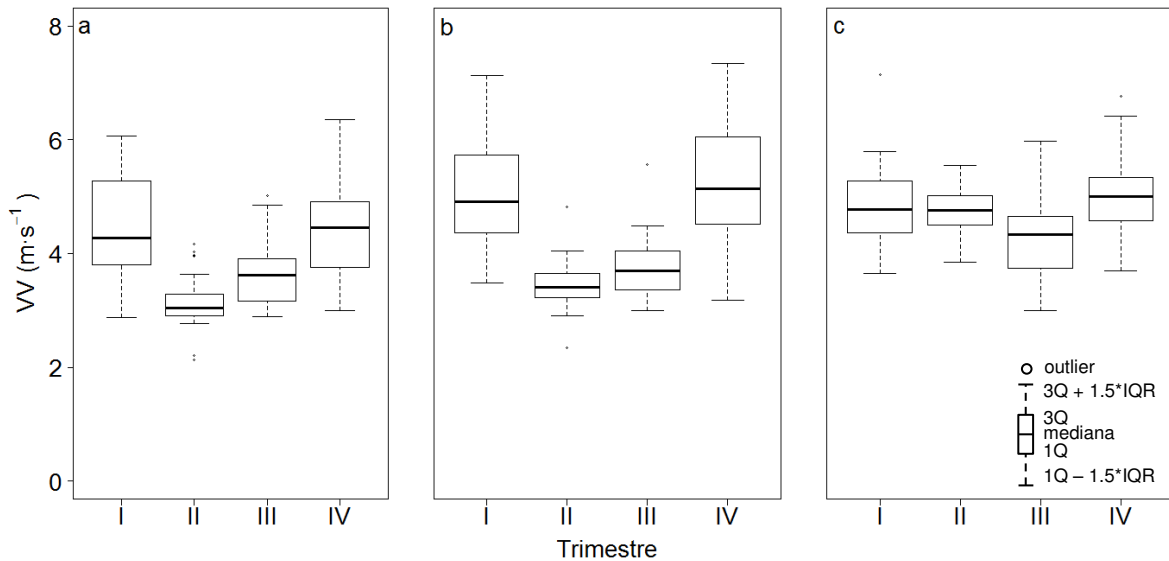 a
b
c
8
6
4
2
0
VV (m·s⁻¹ )
I II III IV
I II III IV
I II III IV
Trimestre
outlier
3Q + 1.5*IQR
3Q
mediana
1Q
1Q – 1.5*IQR